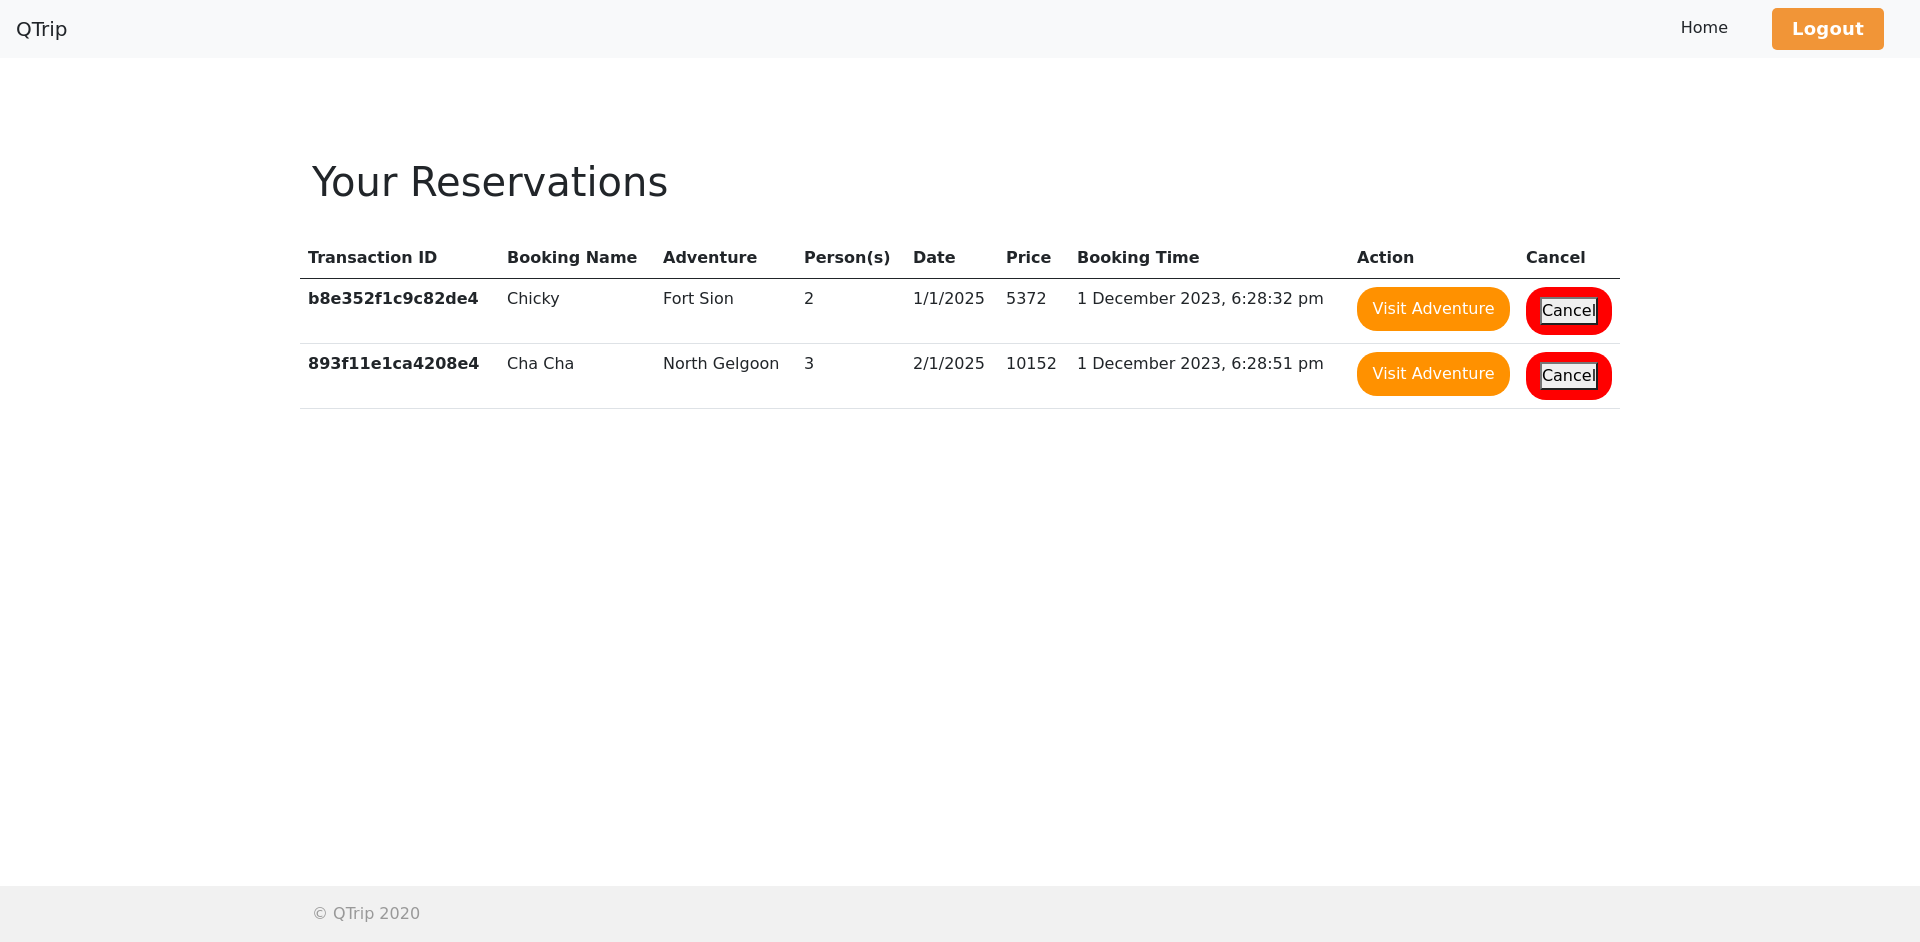 QTrip Home Logout
Your Reservations
Transaction ID Booking Name Adventure Person(s) Date Price Booking Time Action Cancel
b8e352f1c9c82de4 Chicky Fort Sion 2 1/1/2025 5372 1 December 2023, 6:28:32 pm Visit Adventure Cancel
893f11e1ca4208e4 Cha Cha North Gelgoon 3 2/1/2025 10152 1 December 2023, 6:28:51 pm Visit Adventure Cancel
© QTrip 2020